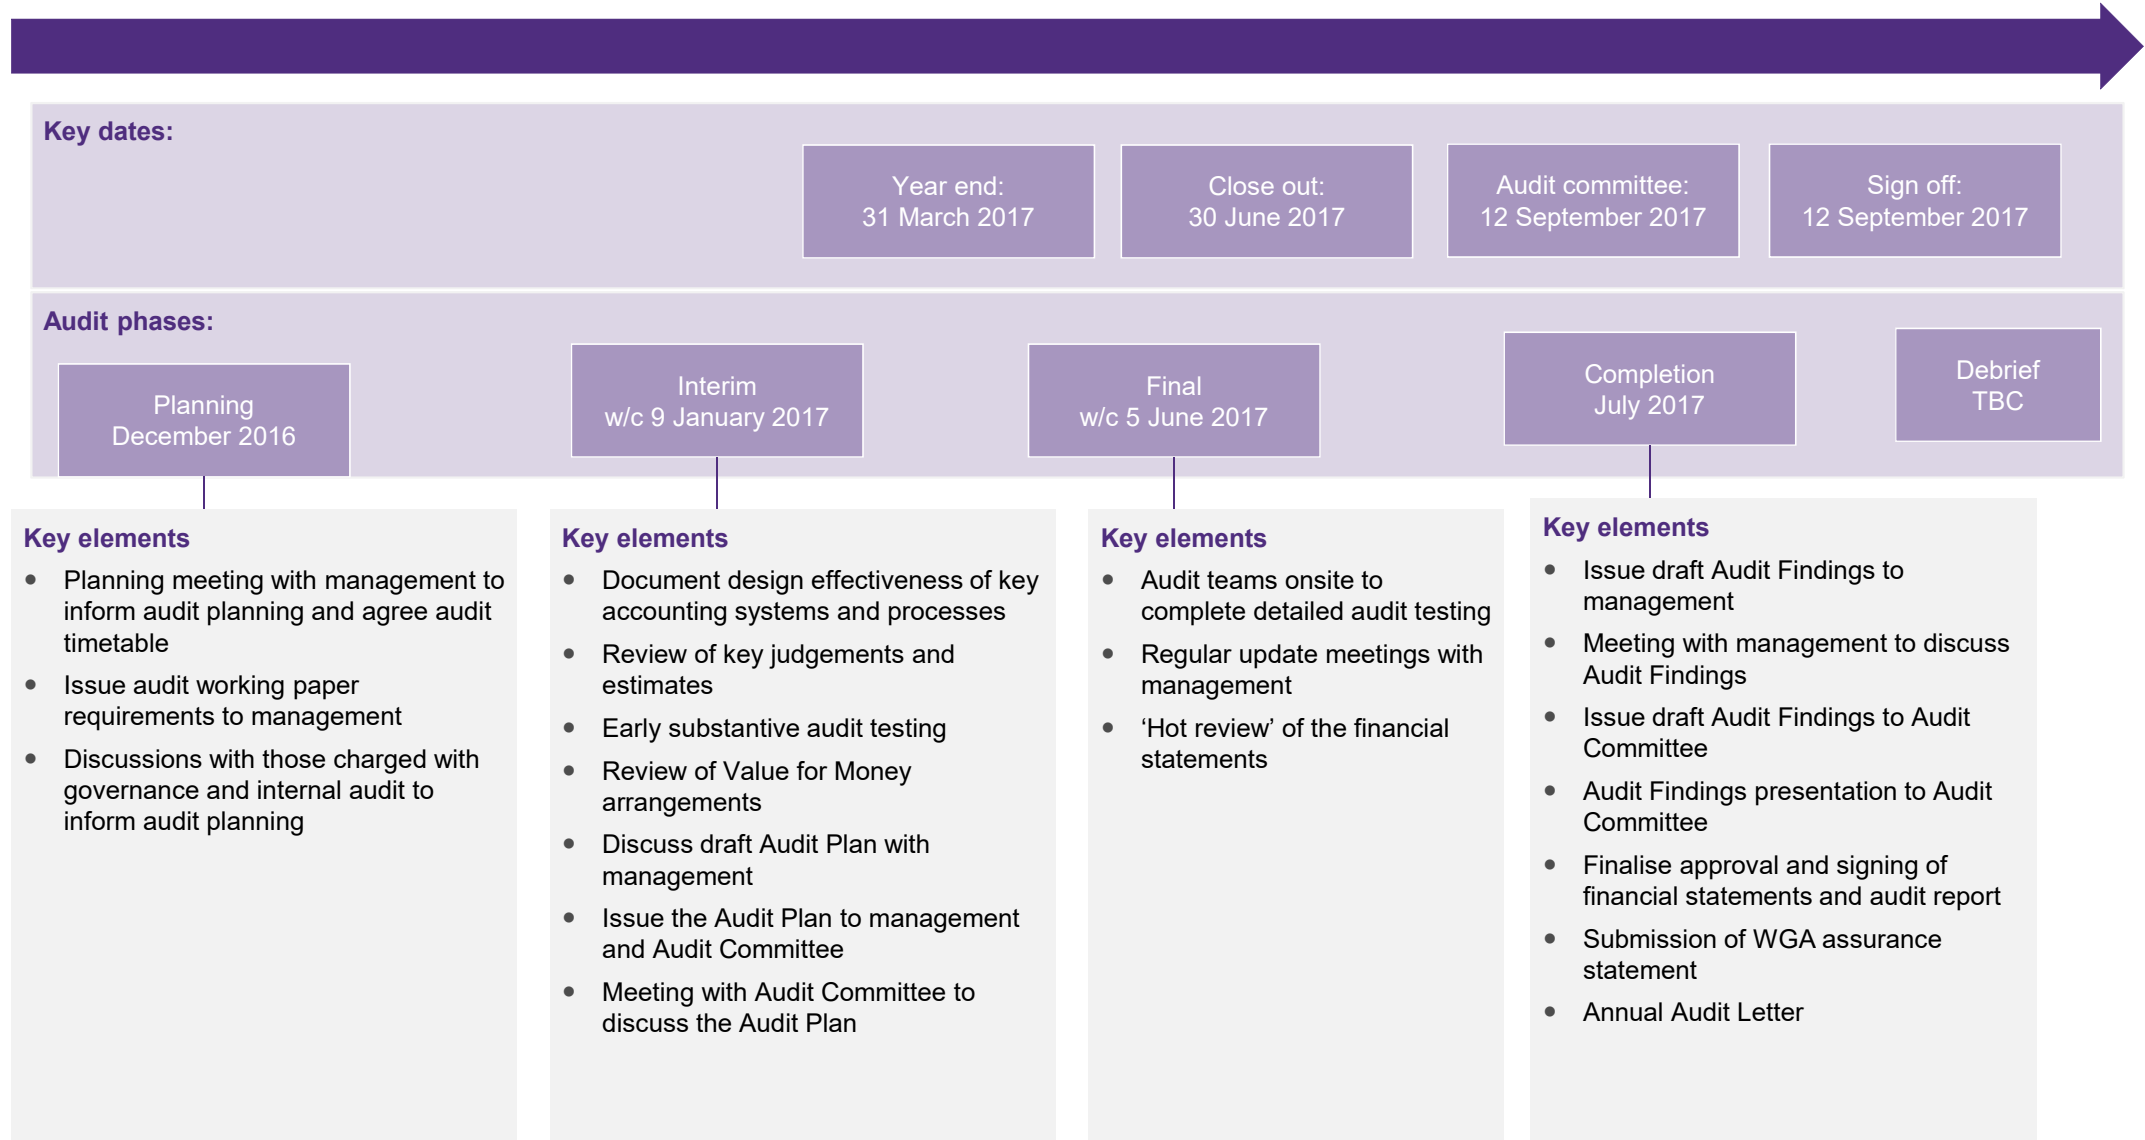 Key dates:
Year end:
31 March 2017
Close out:
30 June 2017
Audit committee:
12 September 2017
Sign off:
12 September 2017
Audit phases:
Planning
December 2016
Interim
w/c 9 January 2017
Final
w/c 5 June 2017
Completion
July 2017
Debrief
TBC
Key elements
• Planning meeting with management to
inform audit planning and agree audit
timetable
• Issue audit working paper
requirements to management
• Discussions with those charged with
governance and internal audit to
inform audit planning
Key elements
• Document design effectiveness of key
accounting systems and processes
• Review of key judgements and
estimates
• Early substantive audit testing
• Review of Value for Money
arrangements
• Discuss draft Audit Plan with
management
• Issue the Audit Plan to management
and Audit Committee
• Meeting with Audit Committee to
discuss the Audit Plan
Key elements
• Audit teams onsite to
complete detailed audit testing
• Regular update meetings with
management
• ‘Hot review’ of the financial
statements
Key elements
• Issue draft Audit Findings to
management
• Meeting with management to discuss
Audit Findings
• Issue draft Audit Findings to Audit
Committee
• Audit Findings presentation to Audit
Committee
• Finalise approval and signing of
financial statements and audit report
• Submission of WGA assurance
statement
• Annual Audit Letter